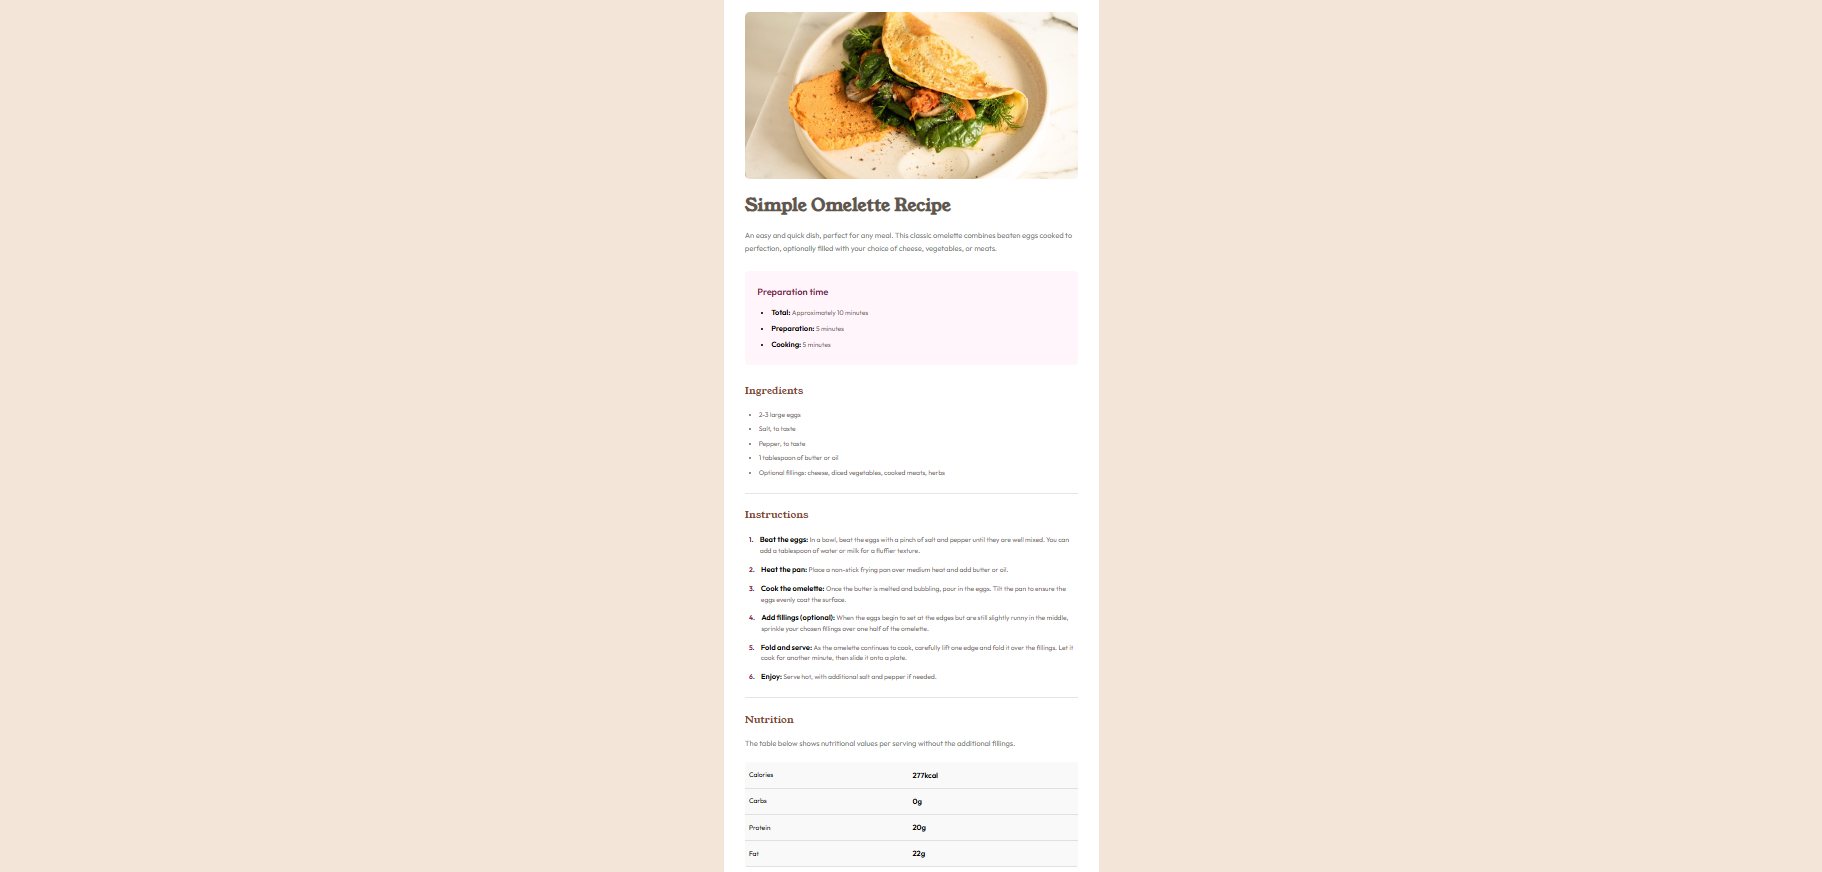 Simple Omelette Recipe
An easy and quick dish, perfect for any meal. This classic omelette combines beaten eggs cooked to
perfection, optionally filled with your choice of cheese, vegetables, or meats.
Preparation time
• Total: Approximately 10 minutes
• Preparation: 5 minutes
• Cooking: 5 minutes
Ingredients
• 2-3 large eggs
• Salt, to taste
• Pepper, to taste
• 1 tablespoon of butter or oil
• Optional fillings: cheese, diced vegetables, cooked meats, herbs
Instructions
1. Beat the eggs: In a bowl, beat the eggs with a pinch of salt and pepper until they are well mixed. You can
add a tablespoon of water or milk for a fluffier texture.
2. Heat the pan: Place a non-stick frying pan over medium heat and add butter or oil.
3. Cook the omelette: Once the butter is melted and bubbling, pour in the eggs. Tilt the pan to ensure the
eggs evenly coat the surface.
4. Add fillings (optional): When the eggs begin to set at the edges but are still slightly runny in the middle,
sprinkle your chosen fillings over one half of the omelette.
5. Fold and serve: As the omelette continues to cook, carefully lift one edge and fold it over the fillings. Let it
cook for another minute, then slide it onto a plate.
6. Enjoy: Serve hot, with additional salt and pepper if needed.
Nutrition
The table below shows nutritional values per serving without the additional fillings.
Calories 277kcal
Carbs 0g
Protein 20g
Fat 22g